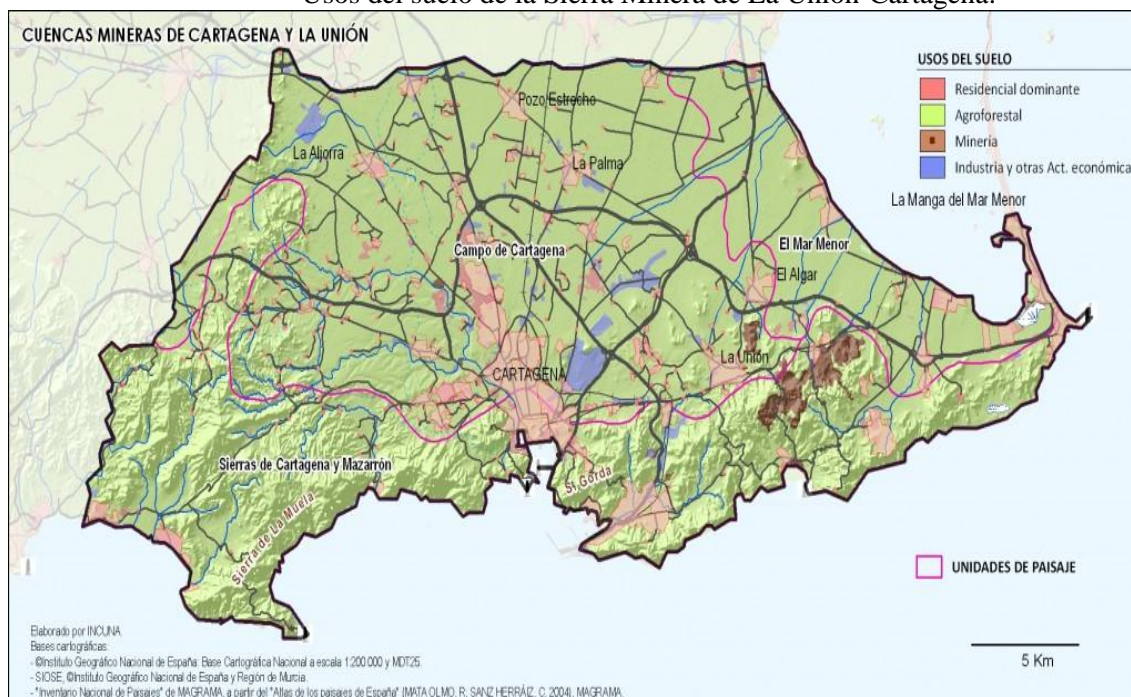 Usos del suelo de la Sierra Minera de La Unión-Cartagena.
CUENCAS MINERAS DE CARTAGENA Y LA UNIÓN
USOS DEL SUELO
Residencial dominante
Agroforestal
Minería
Industria y otras Act. económica
La Manga del Mar Menor
Pozo Estrecho
La Aljorra
La Palma
Campo de Cartagena
El Mar Menor
El Algar
La Unión
CARTAGENA
Sierras de Cartagena y Mazarrón
Sierra de La Muela
S. Gorda
UNIDADES DE PAISAJE
5 Km
Elaborado por INCUNA.
Bases cartográficas:
- ©Instituto Geográfico Nacional de España: Base Cartográfica Nacional a escala 1:200.000 y MDT25.
- SIOSE, ©Instituto Geográfico Nacional de España y Región de Murcia.
- "Inventario Nacional de Paisajes" de MAGRAMA, a partir del "Atlas de los paisajes de España" (MATA OLMO, R; SANZ HERRÁIZ, C. 2004), MAGRAMA.